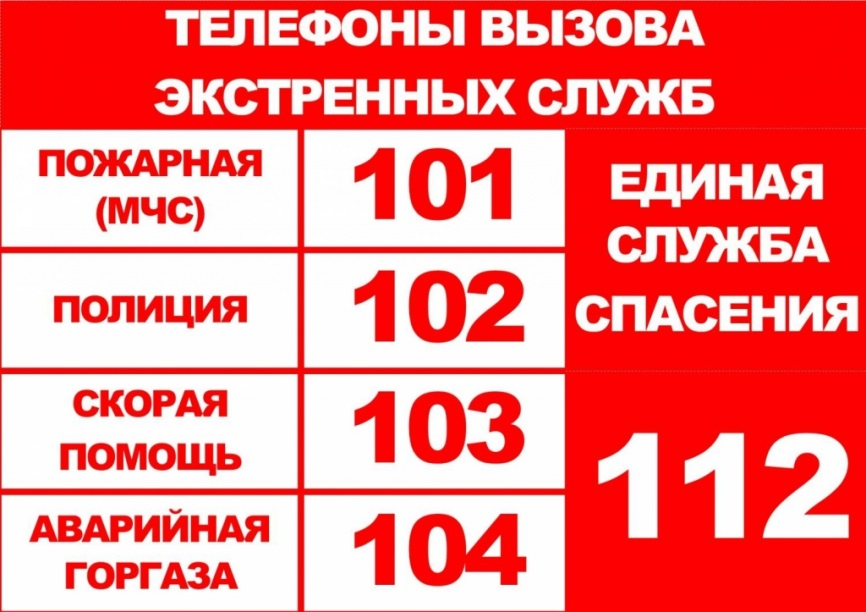 ТЕЛЕФОНЫ ВЫЗОВА
ЭКСТРЕННЫХ СЛУЖБ
ПОЖАРНАЯ
(МЧС)
101
ПОЛИЦИЯ
102
СКОРАЯ
ПОМОЩЬ
103
АВАРИЙНАЯ
ГОРГАЗА
104
ЕДИНАЯ
СЛУЖБА
СПАСЕНИЯ
112